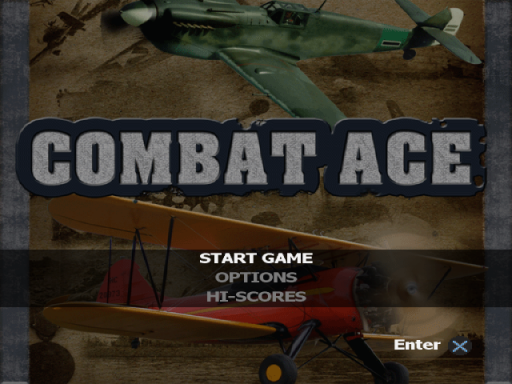 COMBAT ACE
START GAME
OPTIONS
HI-SCORES
Enter